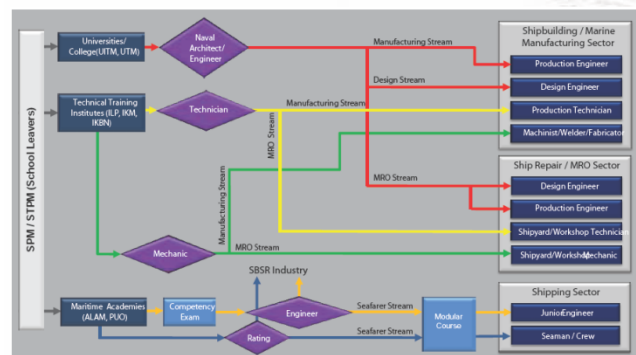 SPM / STPM (School Leavers)
Universities/
College(UITM, UTM)
Naval
Architect/
Engineer
Manufacturing Stream
Design Stream
Shipbuilding / Marine
Manufacturing Sector
Production Engineer
Design Engineer
Production Technician
Machinist/Welder/Fabricator
Technical Training
Institutes (ILP, IKM,
IKBN)
Technician
Manufacturing Stream
MRO Stream
Manufacturing Stream
MRO Stream
Ship Repair / MRO Sector
Design Engineer
Production Engineer
Shipyard/Workshop Technician
Shipyard/WorkshopMechanic
Mechanic
MRO Stream
SBSR Industry
Maritime Academies
(ALAM, PUO)
Competency
Exam
Engineer
Rating
Seafarer Stream
Seafarer Stream
Modular
Course
Shipping Sector
JuniorEngineer
Seaman / Crew